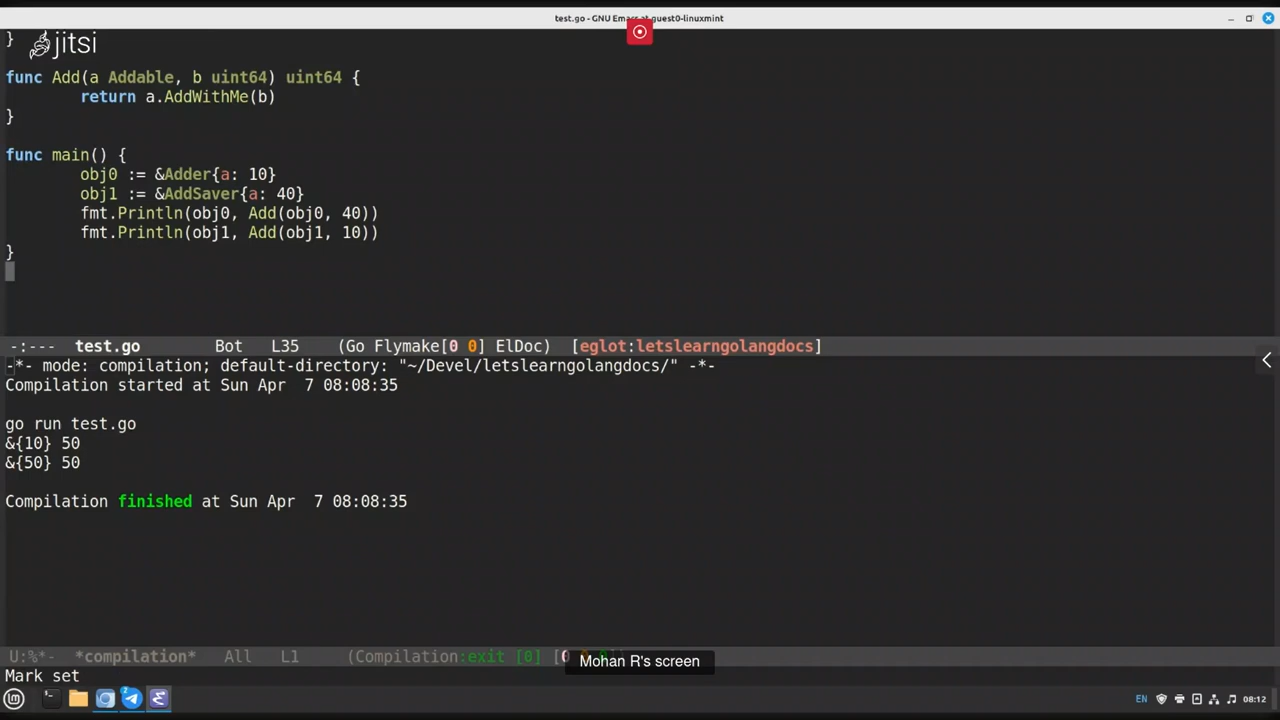 test.go - GNU Emacs at guest0-linuxmint
}
jitsi
func Add(a Addable, b uint64) uint64 {
        return a.AddWithMe(b)
}
func main() {
        obj0 := &Adder{a: 10}
        obj1 := &AddSaver{a: 40}
        fmt.Println(obj0, Add(obj0, 40))
        fmt.Println(obj1, Add(obj1, 10))
}
-:---  test.go        Bot   L35    (Go Flymake[0 0] ElDoc)  [eglot:letslearngolangdocs]
-*- mode: compilation; default-directory: "~/Devel/letslearngolangdocs/" -*-
Compilation started at Sun Apr  7 08:08:35
go run test.go
&{10} 50
&{50} 50
Compilation finished at Sun Apr  7 08:08:35
U:%*-  *compilation*   All   L1     (Compilation:exit [0] [0
Mohan R's screen
Mark set
EN 08:12